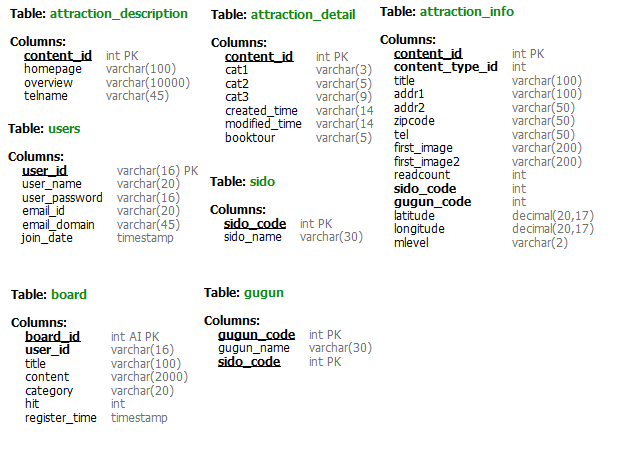 Table: attraction_description
Columns:
content_id int PK
homepage varchar(100)
overview varchar(10000)
telname varchar(45)
Table: attraction_detail
Columns:
content_id int PK
cat1 varchar(3)
cat2 varchar(5)
cat3 varchar(9)
created_time varchar(14
modified_time varchar(14
booktour varchar(5)
Table: attraction_info
Columns:
content_id int PK
content_type_id int
title varchar(100)
addr1 varchar(100)
addr2 varchar(50)
zipcode varchar(50)
tel varchar(50)
first_image varchar(200)
first_image2 varchar(200)
readcount int
sido_code int
gugun_code int
latitude decimal(20,17)
longitude decimal(20,17)
mlevel varchar(2)
Table: users
Columns:
user_id varchar(16) PK
user_name varchar(20)
user_password varchar(16)
email_id varchar(20)
email_domain varchar(45)
join_date timestamp
Table: sido
Columns:
sido_code int PK
sido_name varchar(30)
Table: board
Columns:
board_id int AI PK
user_id varchar(16)
title varchar(100)
content varchar(2000)
category varchar(20)
hit int
register_time timestamp
Table: gugun
Columns:
gugun_code int PK
gugun_name varchar(30)
sido_code int PK